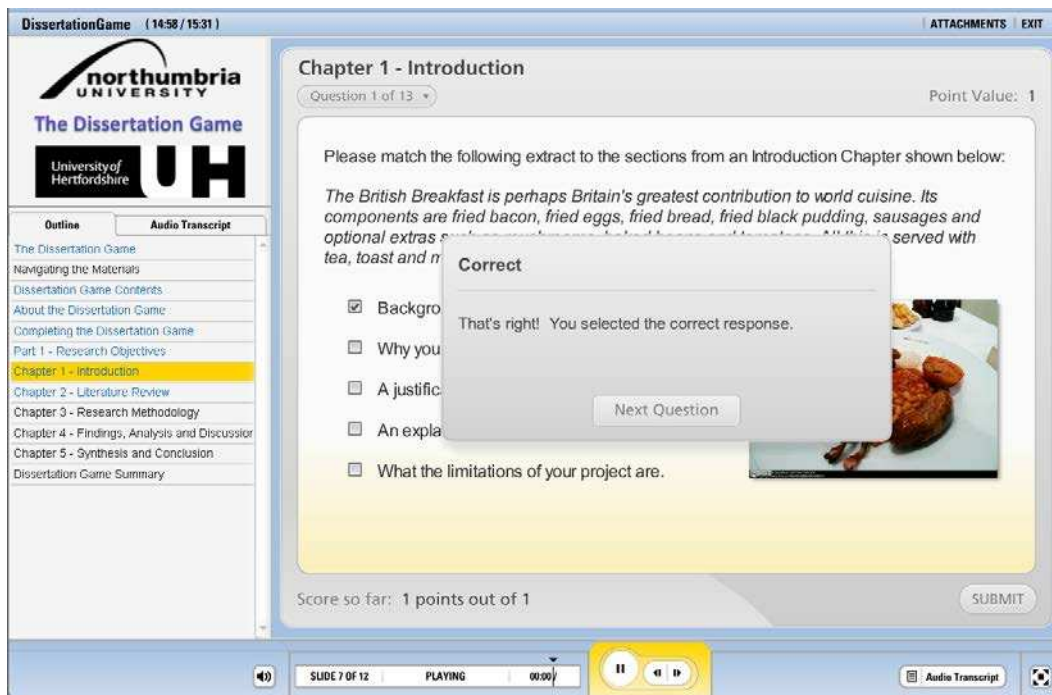 DissertationGame (14:58 / 15:31)
ATTACHMENTS EXIT
northumbria
UNIVERSITY
The Dissertation Game
University of
Hertfordshire
UH
Outline Audio Transcript
The Dissertation Game
Navigating the Materials
Dissertation Game Contents
About the Dissertation Game
Completing the Dissertation Game
Part 1 - Research Objectives
Chapter 1 - Introduction
Chapter 2 - Literature Review
Chapter 3 - Research Methodology
Chapter 4 - Findings, Analysis and Discussion
Chapter 5 - Synthesis and Conclusion
Dissertation Game Summary
Chapter 1 - Introduction
Question 1 of 13
Point Value: 1
Please match the following extract to the sections from an Introduction Chapter shown below:
The British Breakfast is perhaps Britain's greatest contribution to world cuisine. Its
components are fried bacon, fried eggs, fried bread, fried black pudding, sausages and
optional extras served with
tea, toast and m
Correct
That's right! You selected the correct response.
Next Question
Backgro
Why you
A justific
An expla
What the limitations of your project are.
Score so far: 1 points out of 1
SUBMIT
SLIDE 7 OF 12 PLAYING 00:00 /
Audio Transcript